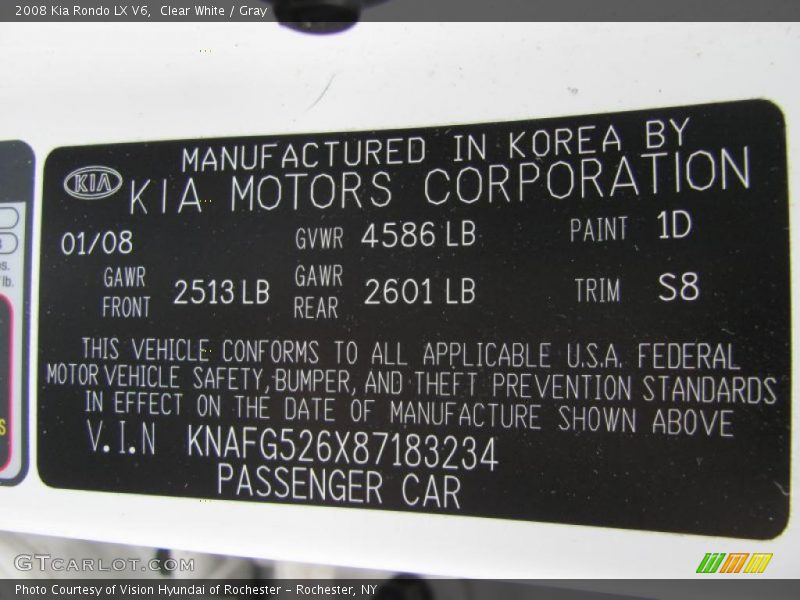 2008 Kia Rondo LX V6,  Clear White / Gray
MANUFACTURED IN KOREA BY
KIA KIA MOTORS CORPORATION
01/08 GVWR 4586 LB PAINT 1D
GAWR FRONT 2513 LB GAWR REAR 2601 LB TRIM S8
THIS VEHICLE CONFORMS TO ALL APPLICABLE U.S.A. FEDERAL
MOTOR VEHICLE SAFETY, BUMPER, AND THEFT PREVENTION STANDARDS
IN EFFECT ON THE DATE OF MANUFACTURE SHOWN ABOVE
V.I.N KNAFG526X87183234
PASSENGER CAR
lb.
GTCARLOT.COM
Photo Courtesy of Vision Hyundai of Rochester - Rochester, NY